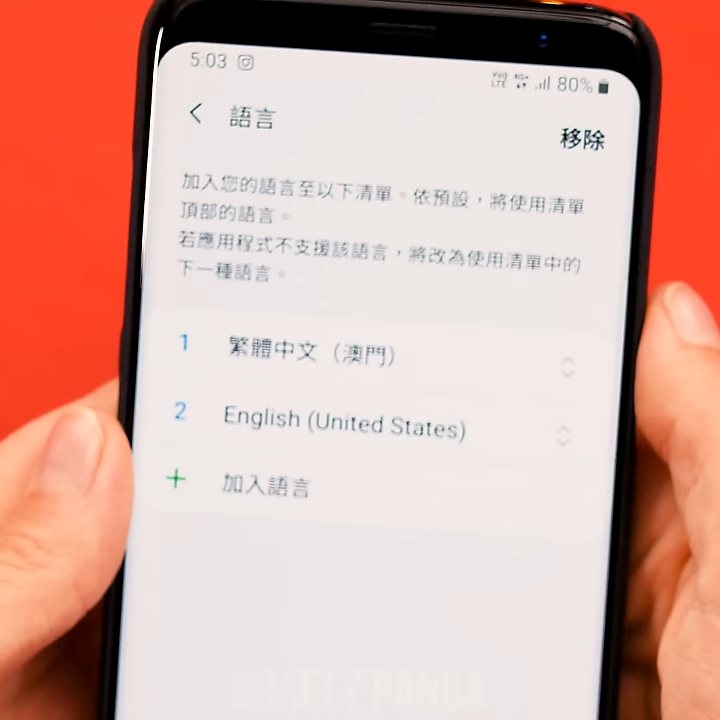 5:03
VoLTE 4G+ 80%
語言
移除
加入您的語言至以下清單。依預設，將使用清單
頂部的語言。
若應用程式不支援該語言，將改為使用清單中的
下一種語言。
1 繁體中文（澳門）
2 English (United States)
+ 加入語言
CRAFTY PANDA